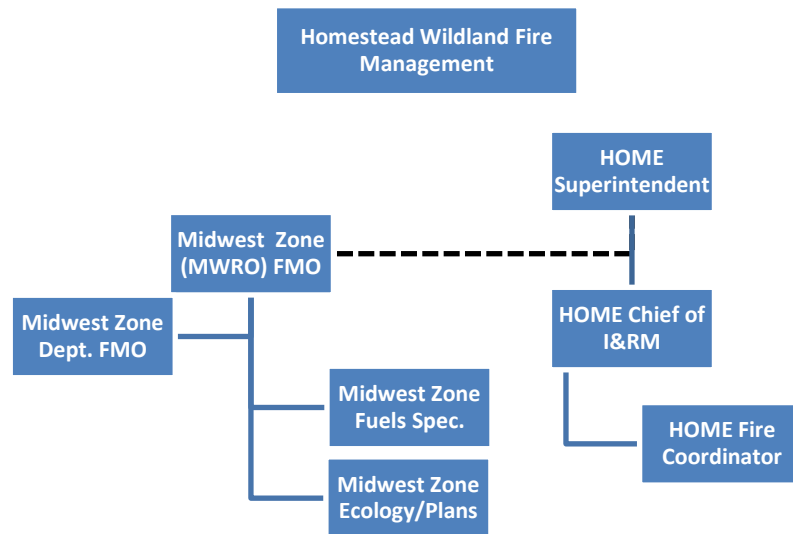 Homestead Wildland Fire
Management
HOME
Superintendent
Midwest Zone
(MWRO) FMO
HOME Chief of
I&RM
Midwest Zone
Dept. FMO
Midwest Zone
Fuels Spec.
HOME Fire
Coordinator
Midwest Zone
Ecology/Plans